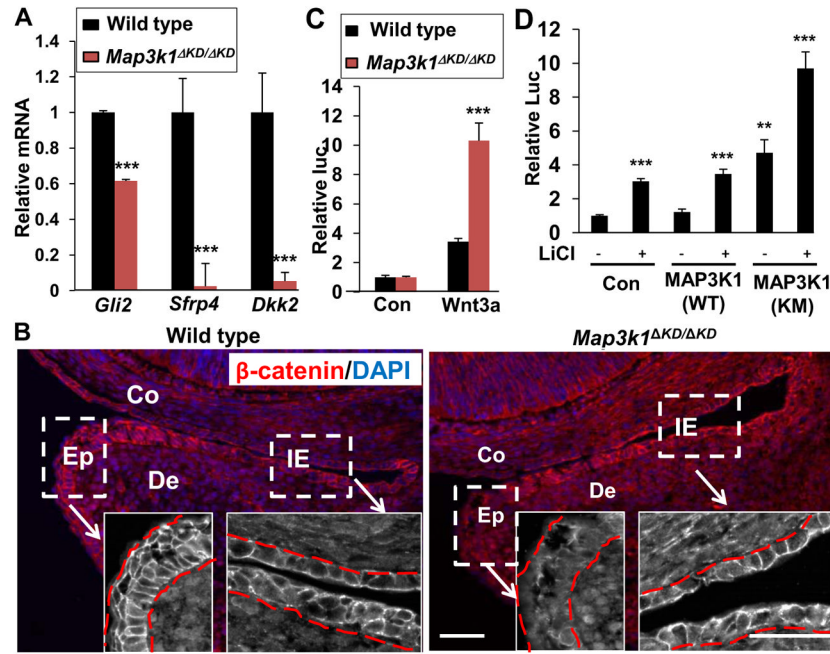 A
Wild type
Map3k1ΔKD/ΔKD
Relative mRNA
1.4
1.2
1
0.8
0.6
0.4
0.2
0
***
***
***
Gli2 Sfrp4 Dkk2
C
Wild type
Map3k1ΔKD/ΔKD
Relative luc
14
12
10
8
6
4
2
0
***
Con Wnt3a
D
Relative Luc
12
10
8
6
4
2
0
***
***
**
***
LiCl - + - + - +
Con MAP3K1 MAP3K1
(WT) (KM)
B
Wild type
β-catenin/DAPI
Co
Ep
IE
De
Map3k1ΔKD/ΔKD
Co
IE
De
Ep